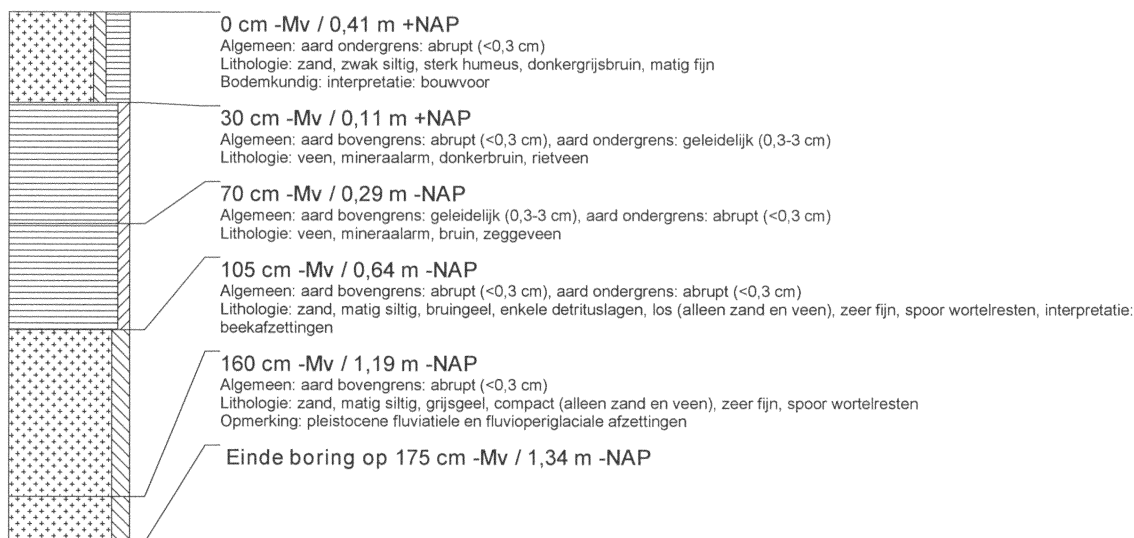 0 cm -Mv / 0,41 m +NAP
Algemeen: aard ondergrens: abrupt (<0,3 cm)
Lithologie: zand, zwak siltig, sterk humeus, donkergrijsbruin, matig fijn
Bodemkundig: interpretatie: bouwvoor
30 cm -Mv / 0,11 m +NAP
Algemeen: aard bovengrens: abrupt (<0,3 cm), aard ondergrens: geleidelijk (0,3-3 cm)
Lithologie: veen, mineraalarm, donkerbruin, rietveen
70 cm -Mv / 0,29 m -NAP
Algemeen: aard bovengrens: geleidelijk (0,3-3 cm), aard ondergrens: abrupt (<0,3 cm)
Lithologie: veen, mineraalarm, bruin, zeggeveen
105 cm -Mv / 0,64 m -NAP
Algemeen: aard bovengrens: abrupt (<0,3 cm), aard ondergrens: abrupt (<0,3 cm)
Lithologie: zand, matig siltig, bruingeel, enkele detrituslagen, los (alleen zand en veen), zeer fijn, spoor wortelresten, interpretatie:
beekafzettingen
160 cm -Mv / 1,19 m -NAP
Algemeen: aard bovengrens: abrupt (<0,3 cm)
Lithologie: zand, matig siltig, grijsgeel, compact (alleen zand en veen), zeer fijn, spoor wortelresten
Opmerking: pleistocene fluviatiele en fluvioperiglaciale afzettingen
Einde boring op 175 cm -Mv / 1,34 m -NAP